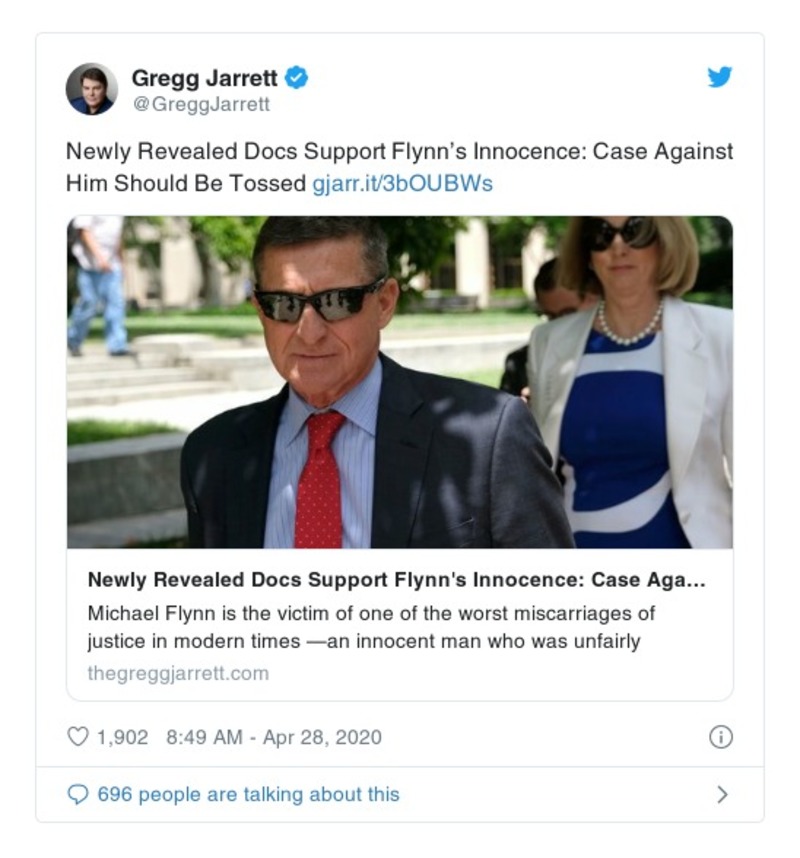 Gregg Jarrett
@GreggJarrett
Newly Revealed Docs Support Flynn’s Innocence: Case Against
Him Should Be Tossed gjarr.it/3bOUBWs
Newly Revealed Docs Support Flynn's Innocence: Case Aga...
Michael Flynn is the victim of one of the worst miscarriages of
justice in modern times —an innocent man who was unfairly
thegreggjarrett.com
1,902 8:49 AM - Apr 28, 2020
696 people are talking about this